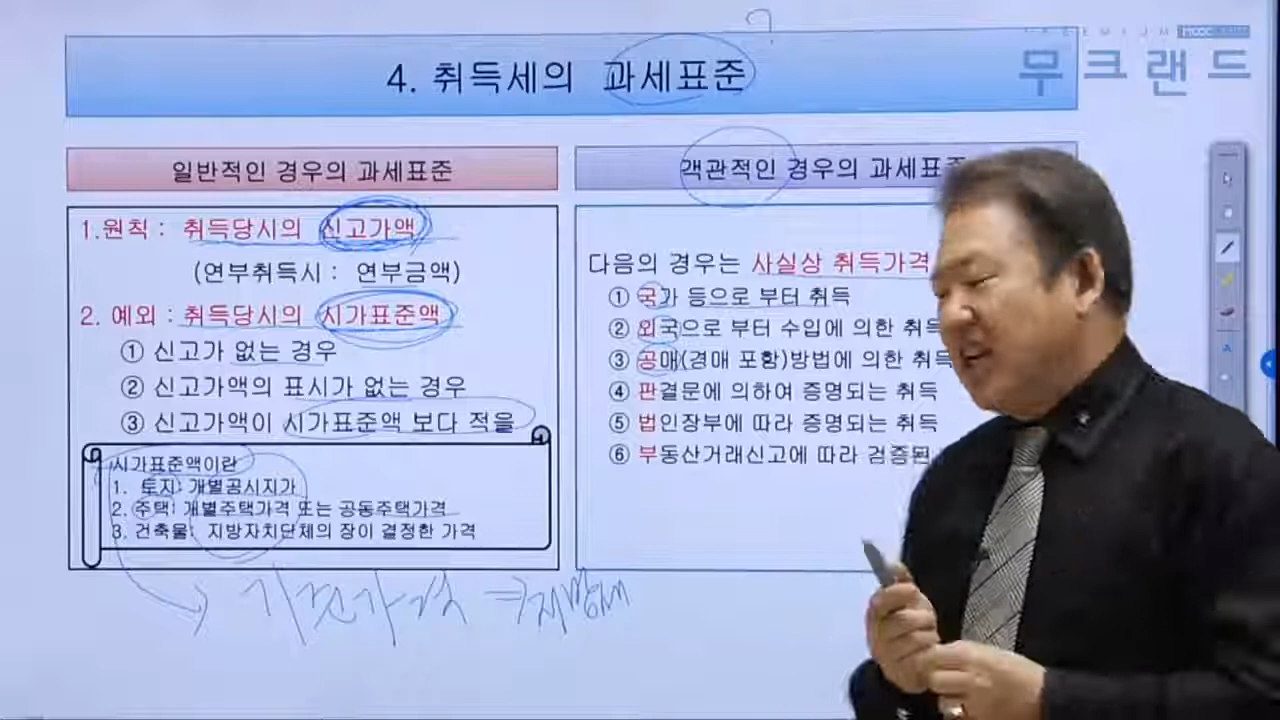 ?
PREMIUM MOOC
무크랜드
4. 취득세의 과세표준
일반적인 경우의 과세표준
1.원칙 : 취득당시의 신고가액
(연부취득시 : 연부금액)
2. 예외 : 취득당시의 시가표준액
① 신고가 없는 경우
② 신고가액의 표시가 없는 경우
③ 신고가액이 시가표준액 보다 적을
시가표준액이란
1. 토지: 개별공시지가
2. 주택: 개별주택가격 또는 공동주택가격
3. 건축물: 지방자치단체의 장이 결정한 가격
기준가격 ⇒ 지방세
객관적인 경우의 과세표준
다음의 경우는 사실상 취득가격
① 국가 등으로 부터 취득
② 외국으로 부터 수입에 의한 취득
③ 공매(경매 포함)방법에 의한 취득
④ 판결문에 의하여 증명되는 취득
⑤ 법인장부에 따라 증명되는 취득
⑥ 부동산거래신고에 따라 검증된